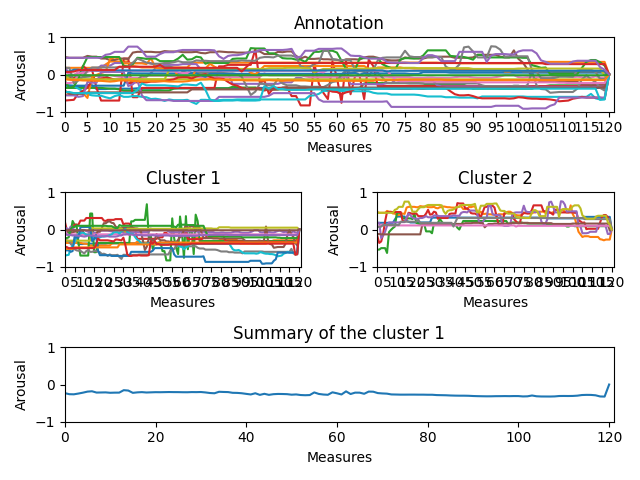 Annotation
1
0
−1
Arousal
0 5 10 15 20 25 30 35 40 45 50 55 60 65 70 75 80 85 90 95 100 105 110 115 120
Measures
Cluster 1 Cluster 2
1 1
0 0
−1 −1
Arousal Arousal
Measures Measures
Summary of the cluster 1
1
0
−1
Arousal
0 20 40 60 80 100 120
Measures